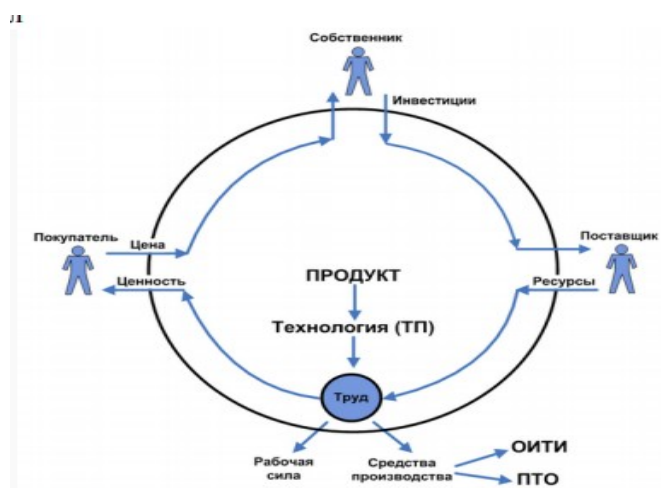 Собственник
Инвестиции
Покупатель
Цена
Поставщик
Ценность
Ресурсы
ПРОДУКТ
Технология (ТП)
Труд
Рабочая
сила
Средства
производства
ОИТИ
ПТО